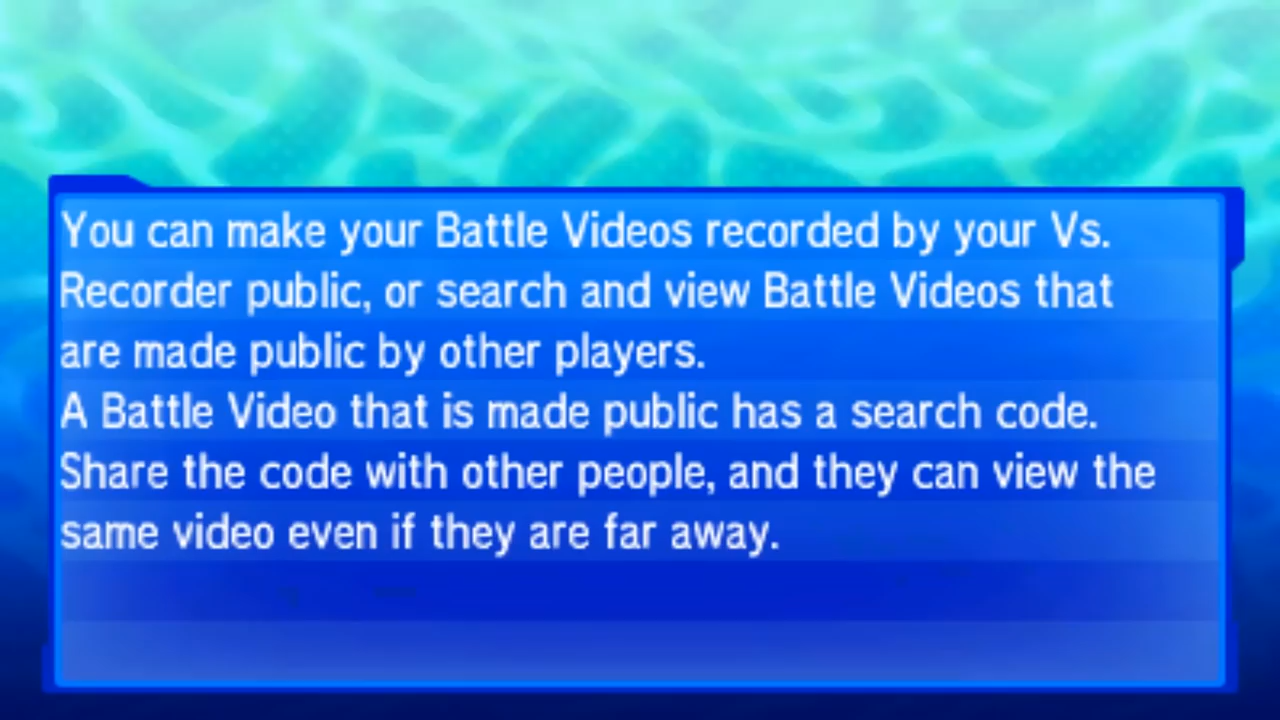 You can make your Battle Videos recorded by your Vs.
Recorder public, or search and view Battle Videos that
are made public by other players.
A Battle Video that is made public has a search code.
Share the code with other people, and they can view the
same video even if they are far away.